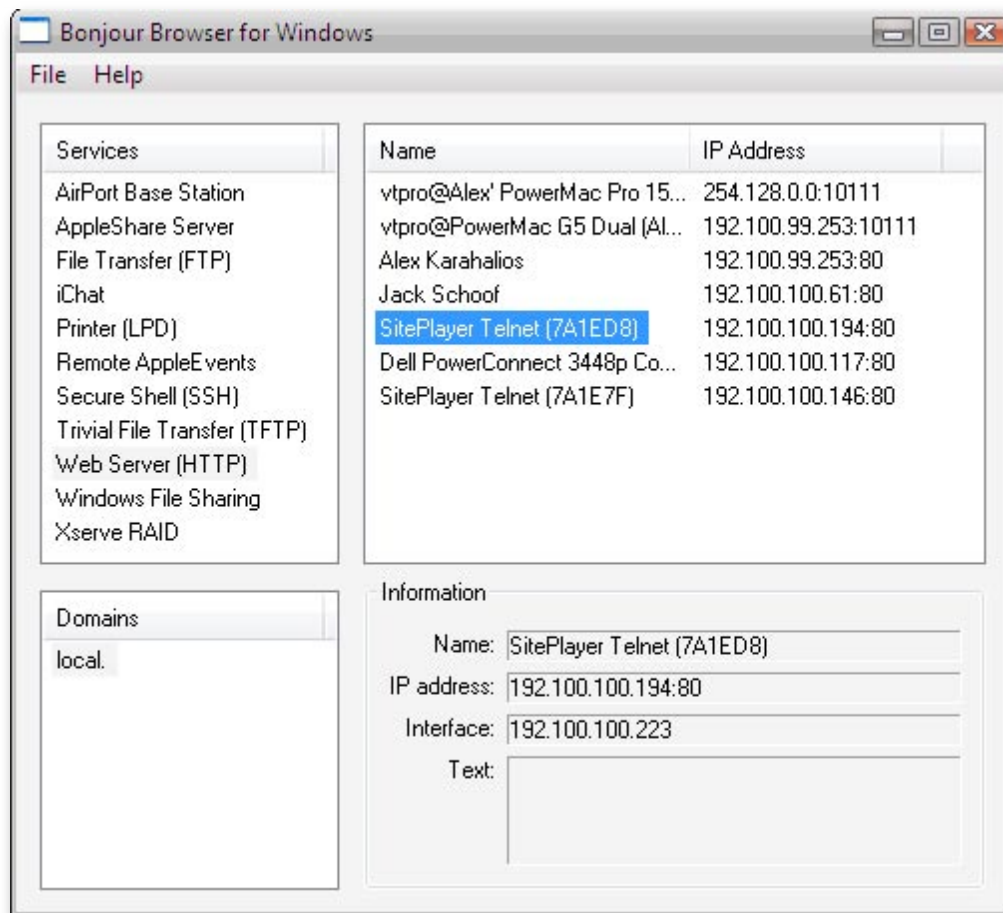 Bonjour Browser for Windows
File Help
Services
AirPort Base Station
AppleShare Server
File Transfer (FTP)
iChat
Printer (LPD)
Remote AppleEvents
Secure Shell (SSH)
Trivial File Transfer (TFTP)
Web Server (HTTP)
Windows File Sharing
Xserve RAID
Name IP Address
vtpro@Alex' PowerMac Pro 15... 254.128.0.0:10111
vtpro@PowerMac G5 Dual (Al... 192.100.99.253:10111
Alex Karahalios 192.100.99.253:80
Jack Schoof 192.100.100.61:80
SitePlayer Telnet (7A1ED8) 192.100.100.194:80
Dell PowerConnect 3448p Co... 192.100.100.117:80
SitePlayer Telnet (7A1E7F) 192.100.100.146:80
Domains
local.
Information
Name: SitePlayer Telnet (7A1ED8)
IP address: 192.100.100.194:80
Interface: 192.100.100.223
Text: